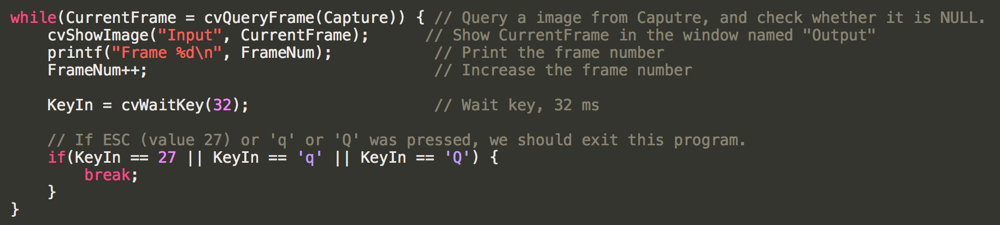 while(CurrentFrame = cvQueryFrame(Capture)) { // Query a image from Caputre, and check whether it is NULL.
    cvShowImage("Input", CurrentFrame);      // Show CurrentFrame in the window named "Output"
    printf("Frame %d\n", FrameNum);           // Print the frame number
    FrameNum++;                               // Increase the frame number

    KeyIn = cvWaitKey(32);                    // Wait key, 32 ms

    // If ESC (value 27) or 'q' or 'Q' was pressed, we should exit this program.
    if(KeyIn == 27 || KeyIn == 'q' || KeyIn == 'Q') {
        break;
    }
}